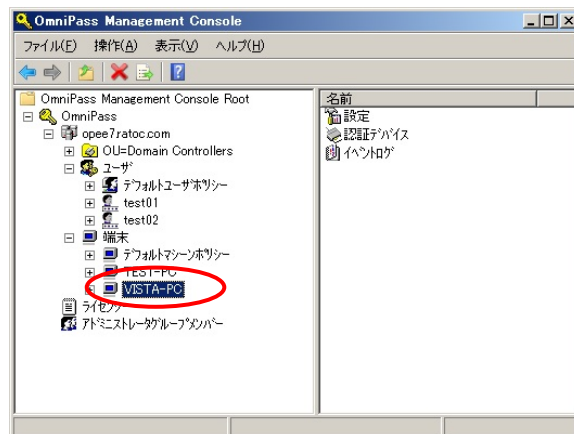 OmniPass Management Console
ファイル(F) 操作(A) 表示(V) ヘルプ(H)
OmniPass Management Console Root
OmniPass
opee7ratoc.com
OU=Domain Controllers
ユーザ
デフォルトユーザポリシー
test01
test02
端末
デフォルトマシーンポリシー
TEST-PC
VISTA-PC
ライセンサー
アドミニストレータグループメンバー
名前
設定
認証デバイス
イベントログ